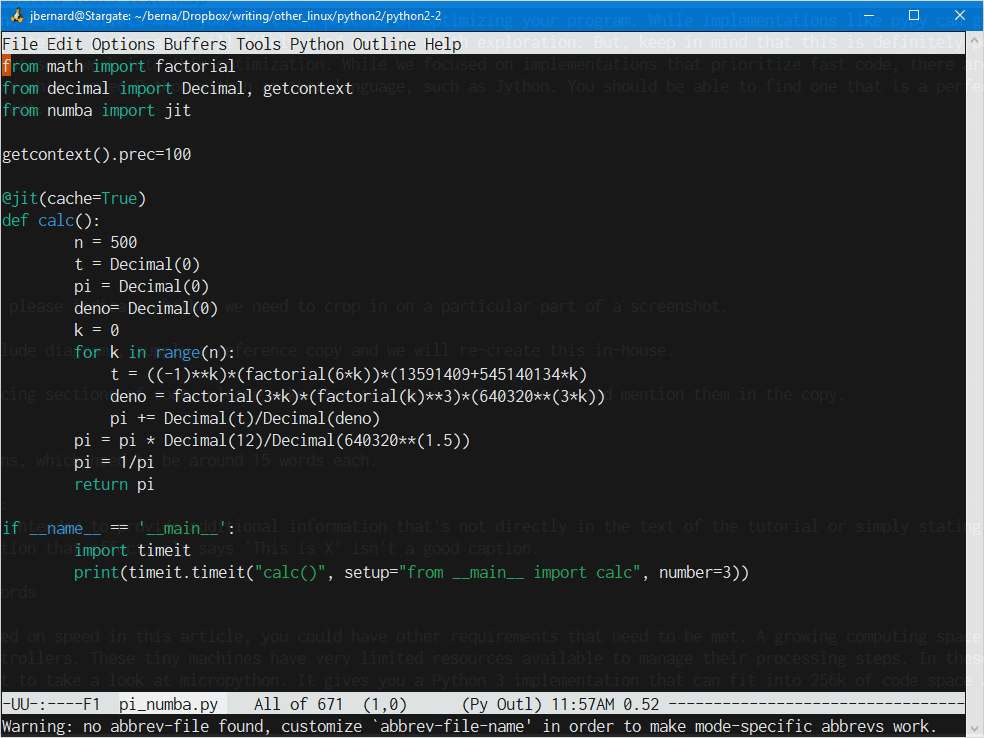 jbernard@Stargate: ~/berna/Dropbox/writing/other_linux/python2/python2-2
File Edit Options Buffers Tools Python Outline Help
from math import factorial
from decimal import Decimal, getcontext
from numba import jit
getcontext().prec=100
@jit(cache=True)
def calc():
        n = 500
        t = Decimal(0)
        pi = Decimal(0)
        deno= Decimal(0)
        k = 0
        for k in range(n):
            t = ((-1)**k)*(factorial(6*k))*(13591409+545140134*k)
            deno = factorial(3*k)*(factorial(k)**3)*(640320**(3*k))
            pi += Decimal(t)/Decimal(deno)
        pi = pi * Decimal(12)/Decimal(640320**(1.5))
        pi = 1/pi
        return pi
if __name__ == '__main__':
        import timeit
        print(timeit.timeit("calc()", setup="from __main__ import calc", number=3))
-UU-:----F1  pi_numba.py    All of 671  (1,0)      (Py Outl) 11:57AM 0.52 ---------------------------------
Warning: no abbrev-file found, customize `abbrev-file-name' in order to make mode-specific abbrevs work.